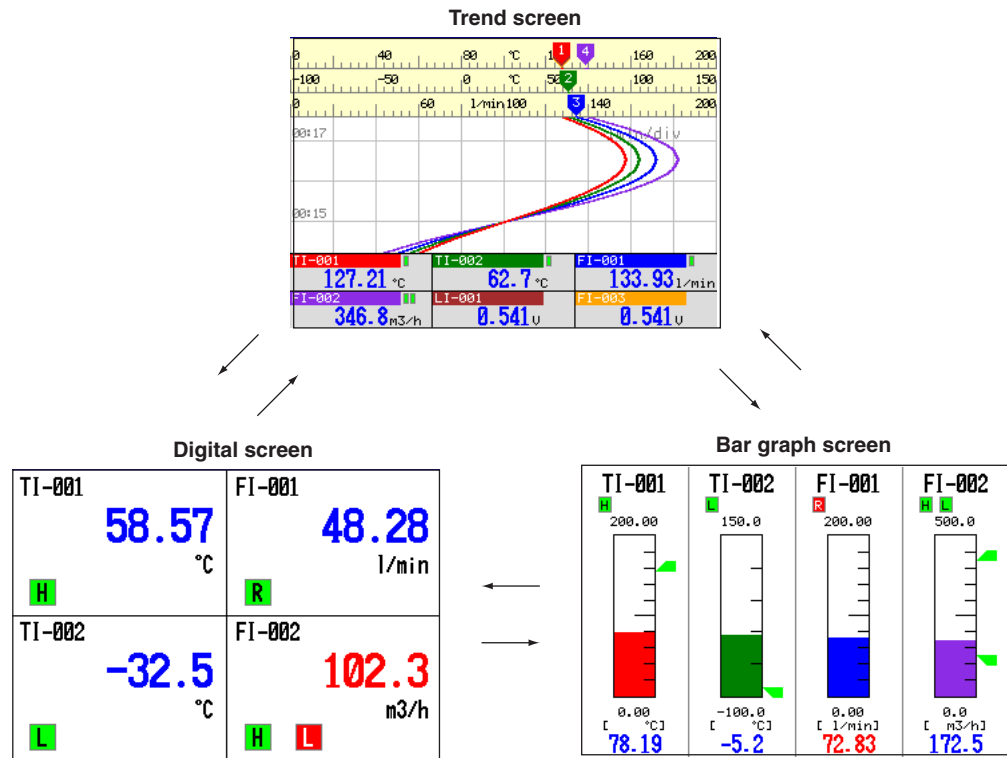 Trend screen
0 40 80 °C 1 4 160 200
-100 -50 0 °C 50 2 100 150
0 60 l/min 100 3 140 200
00:17 /div
00:15
TI-001 TI-002 FI-001
127.21 °C 62.7 °C 133.93 l/min
FI-002 LI-001 FI-003
346.8 m3/h 0.541 V 0.541 V
Digital screen
TI-001 FI-001
58.57 48.28
°C l/min
H R
TI-002 FI-002
-32.5 102.3
°C m3/h
L H L
Bar graph screen
TI-001 TI-002 FI-001 FI-002
H L R H L
200.00 150.0 200.00 500.0
0.00 -100.0 0.00 0.0
[ °C] [ °C] [ l/min] [ m3/h]
78.19 -5.2 72.83 172.5